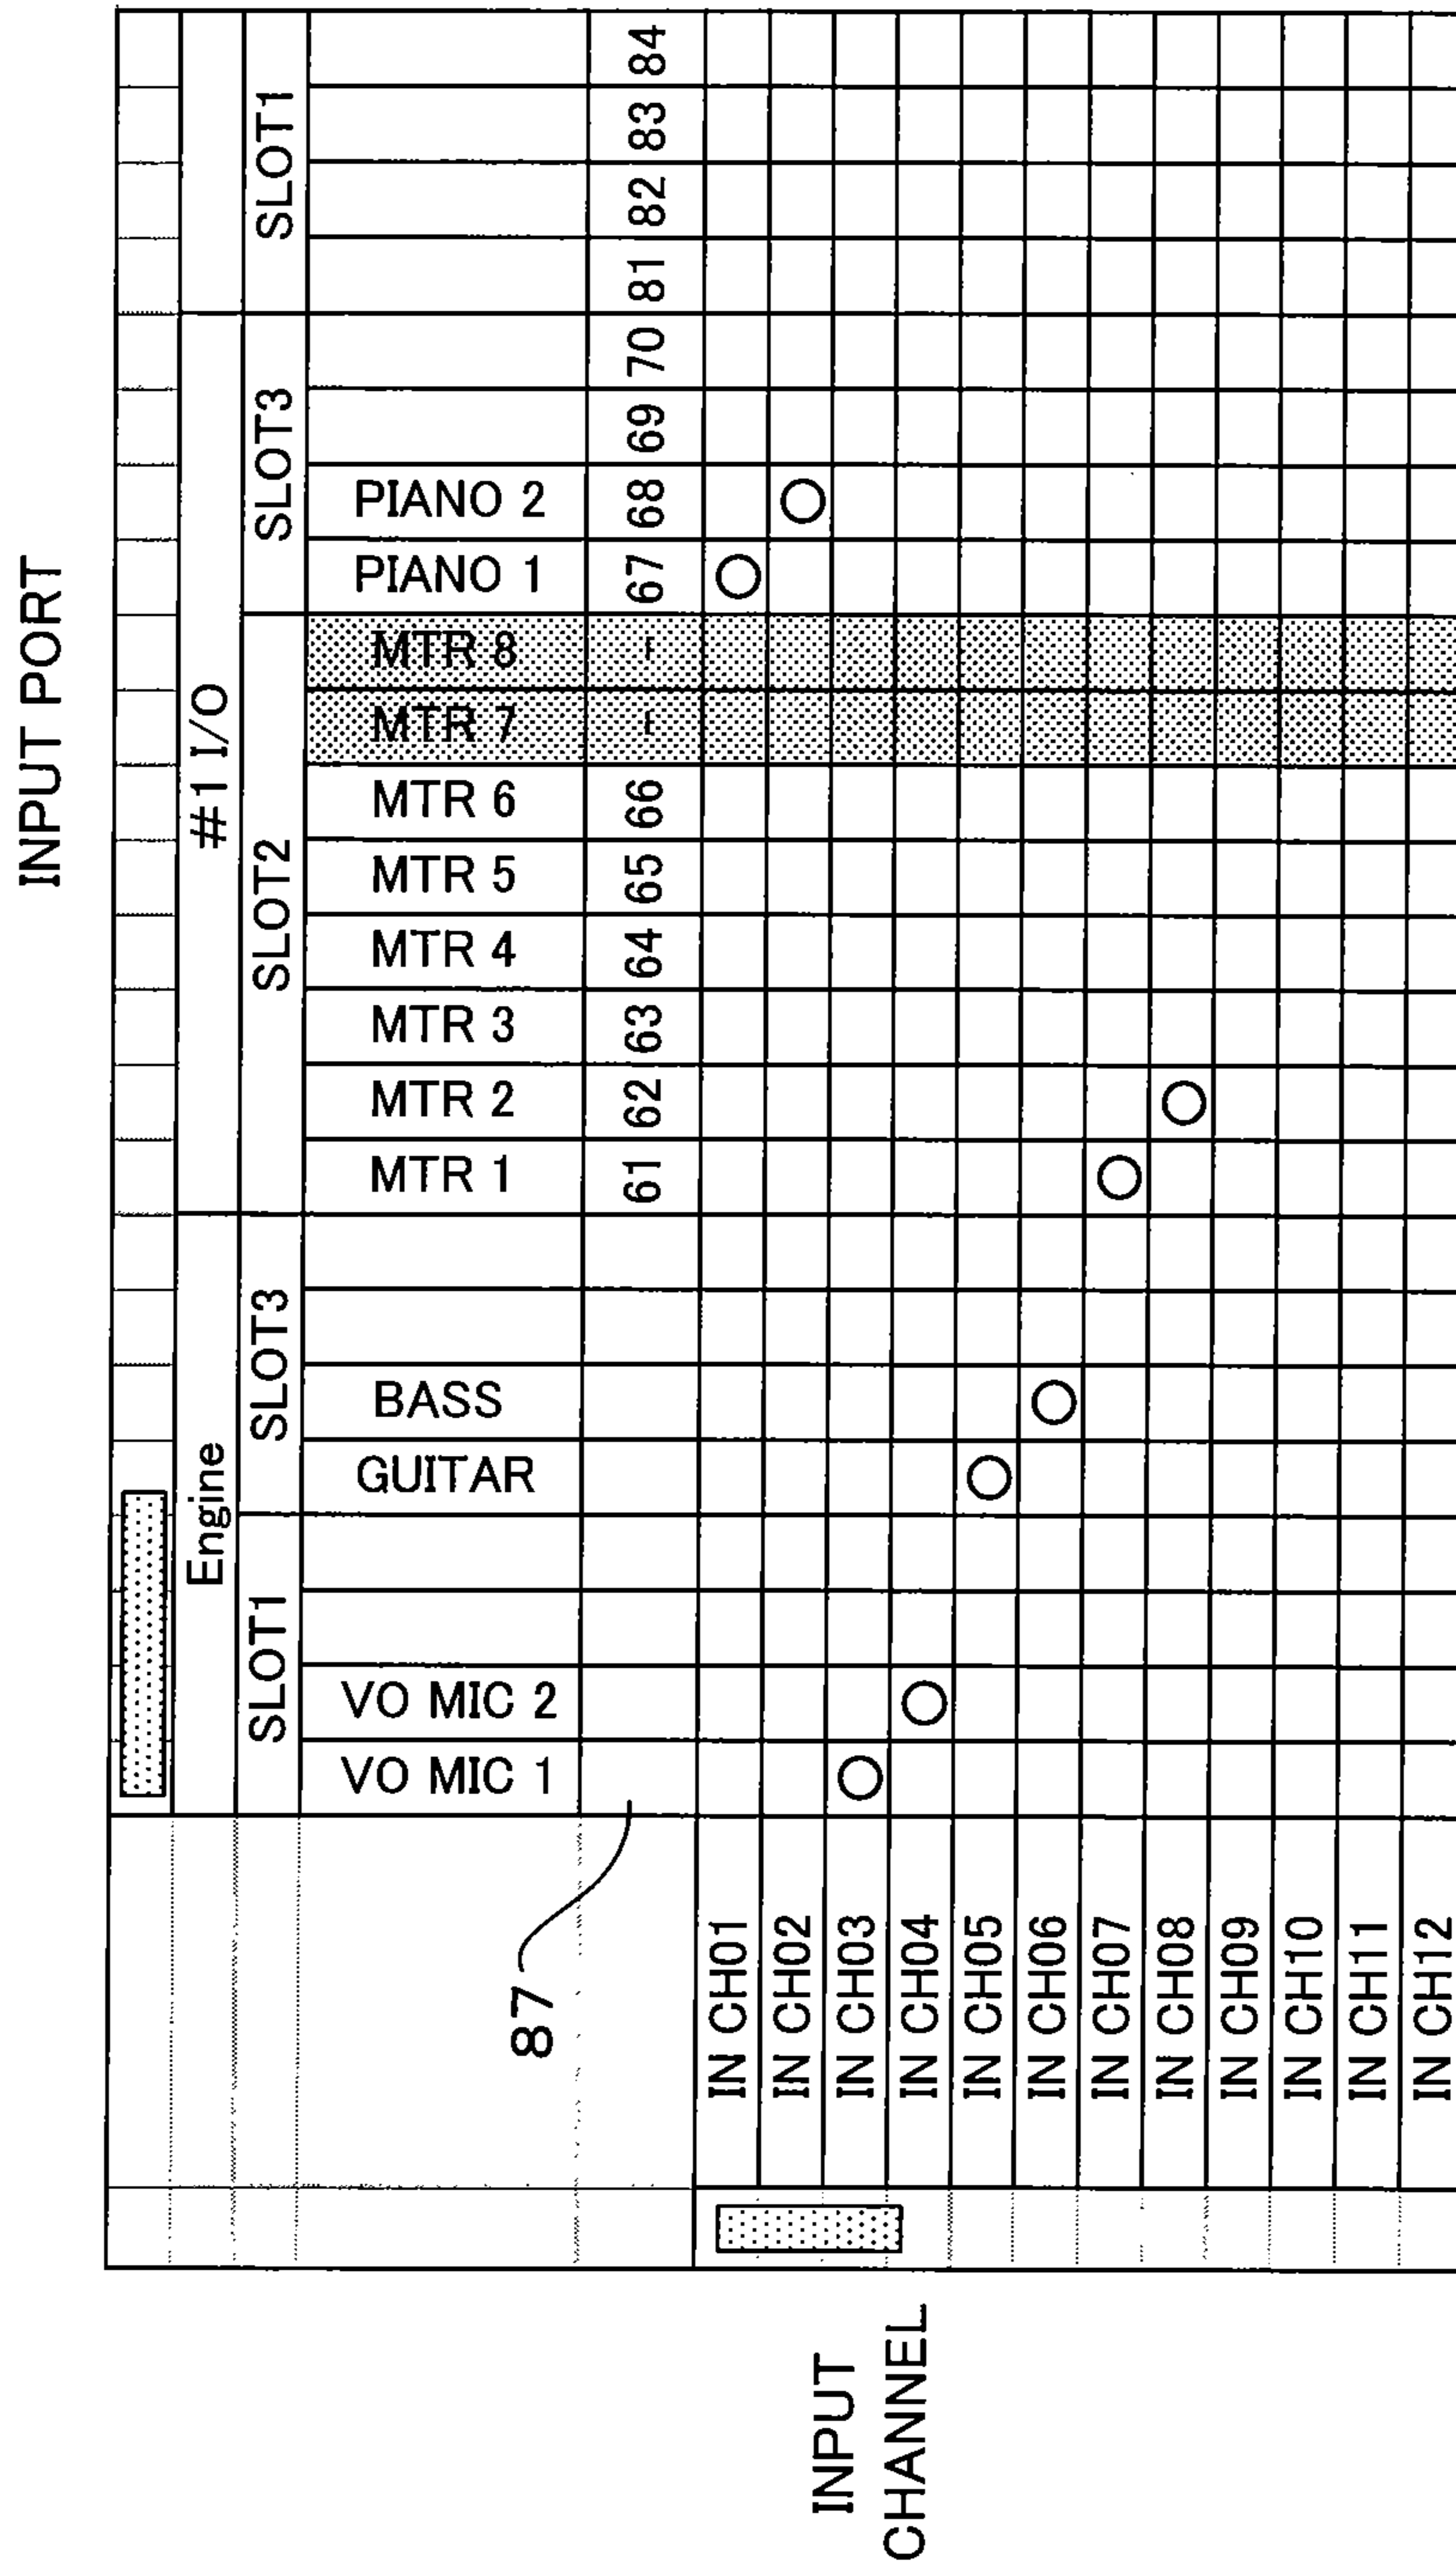 INPUT PORT
Engine #1 I/O
SLOT1 SLOT3 SLOT2 SLOT3 SLOT1
VO MIC 1 VO MIC 2 GUITAR BASS MTR 1 MTR 2 MTR 3 MTR 4 MTR 5 MTR 6 MTR 7 MTR 8 PIANO 1 PIANO 2
87
61 62 63 64 65 66 - - 67 68 69 70 81 82 83 84
INPUT
CHANNEL
IN CH01
IN CH02
IN CH03
IN CH04
IN CH05
IN CH06
IN CH07
IN CH08
IN CH09
IN CH10
IN CH11
IN CH12